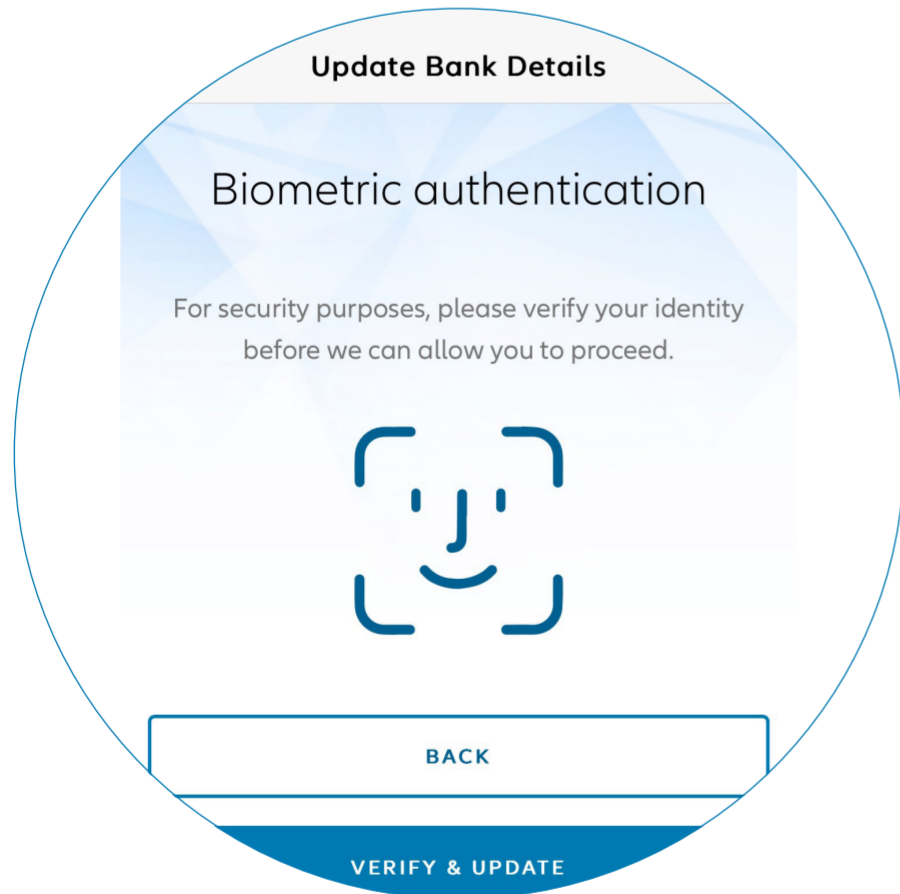 Update Bank Details
Biometric authentication
For security purposes, please verify your identity
before we can allow you to proceed.
BACK
VERIFY & UPDATE